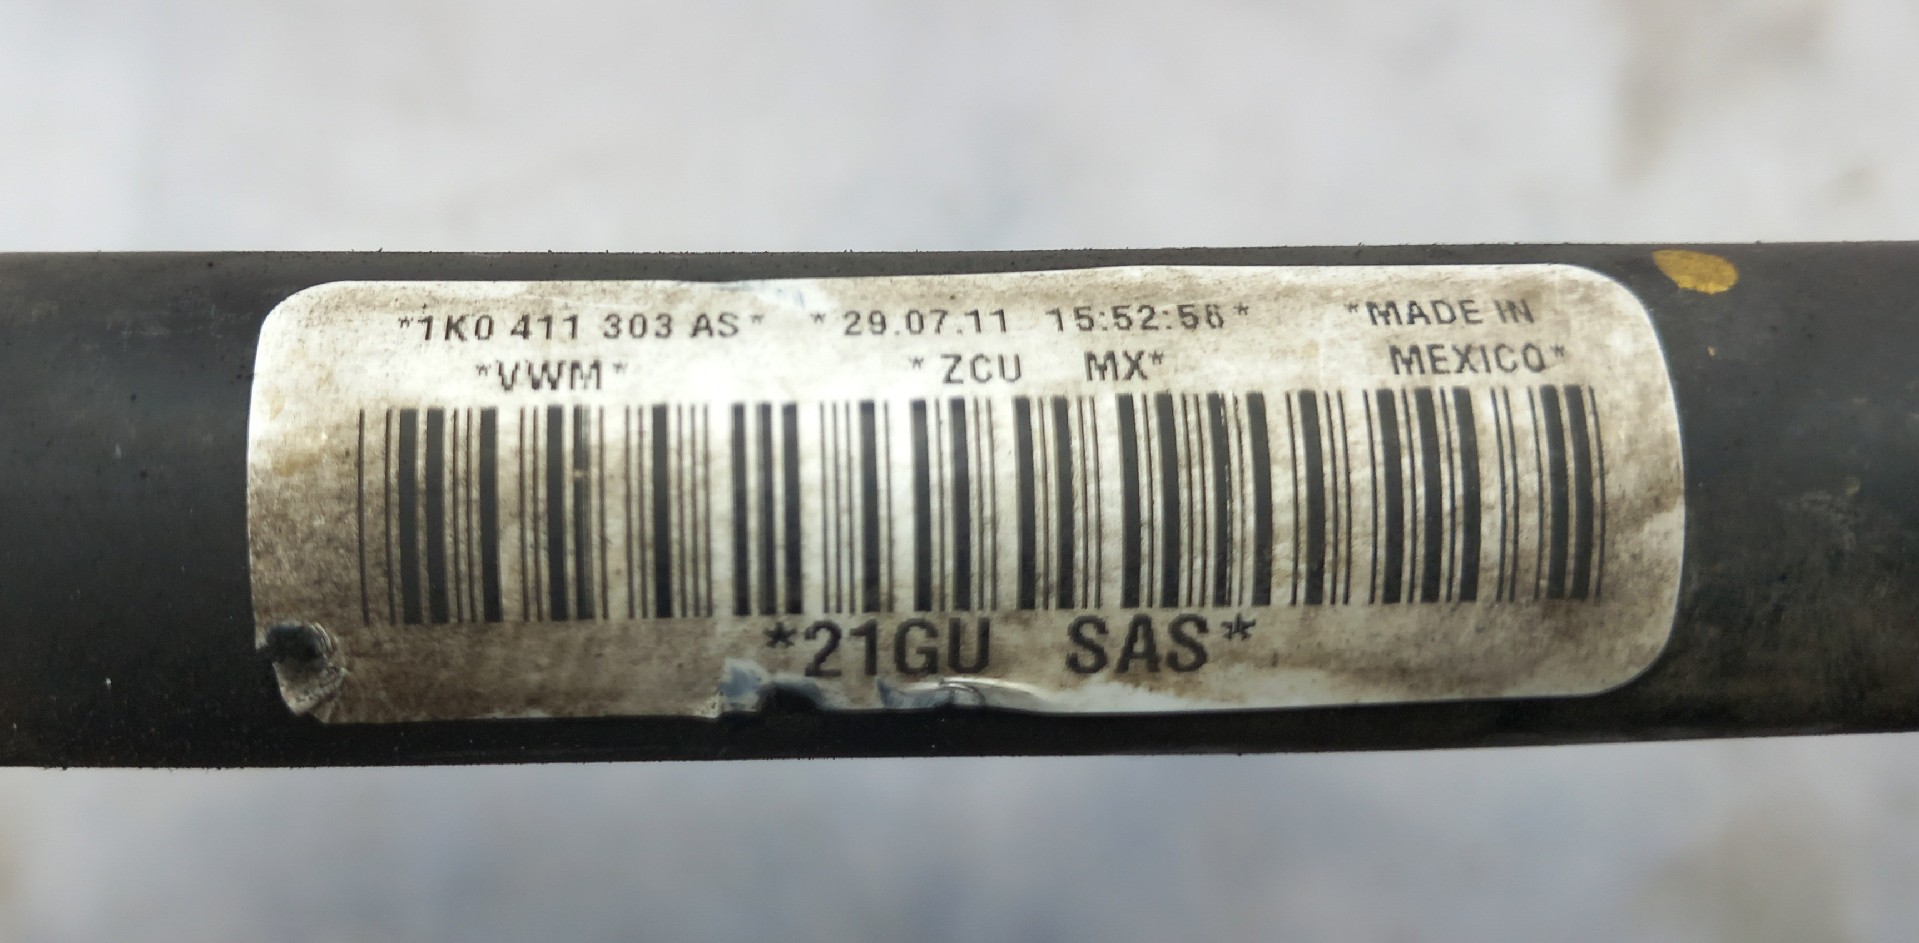 *1K0 411 303 AS* *29.07.11 15:52:56* *MADE IN
*VWM* *ZCU MX* MEXICO*
*21GU SAS*